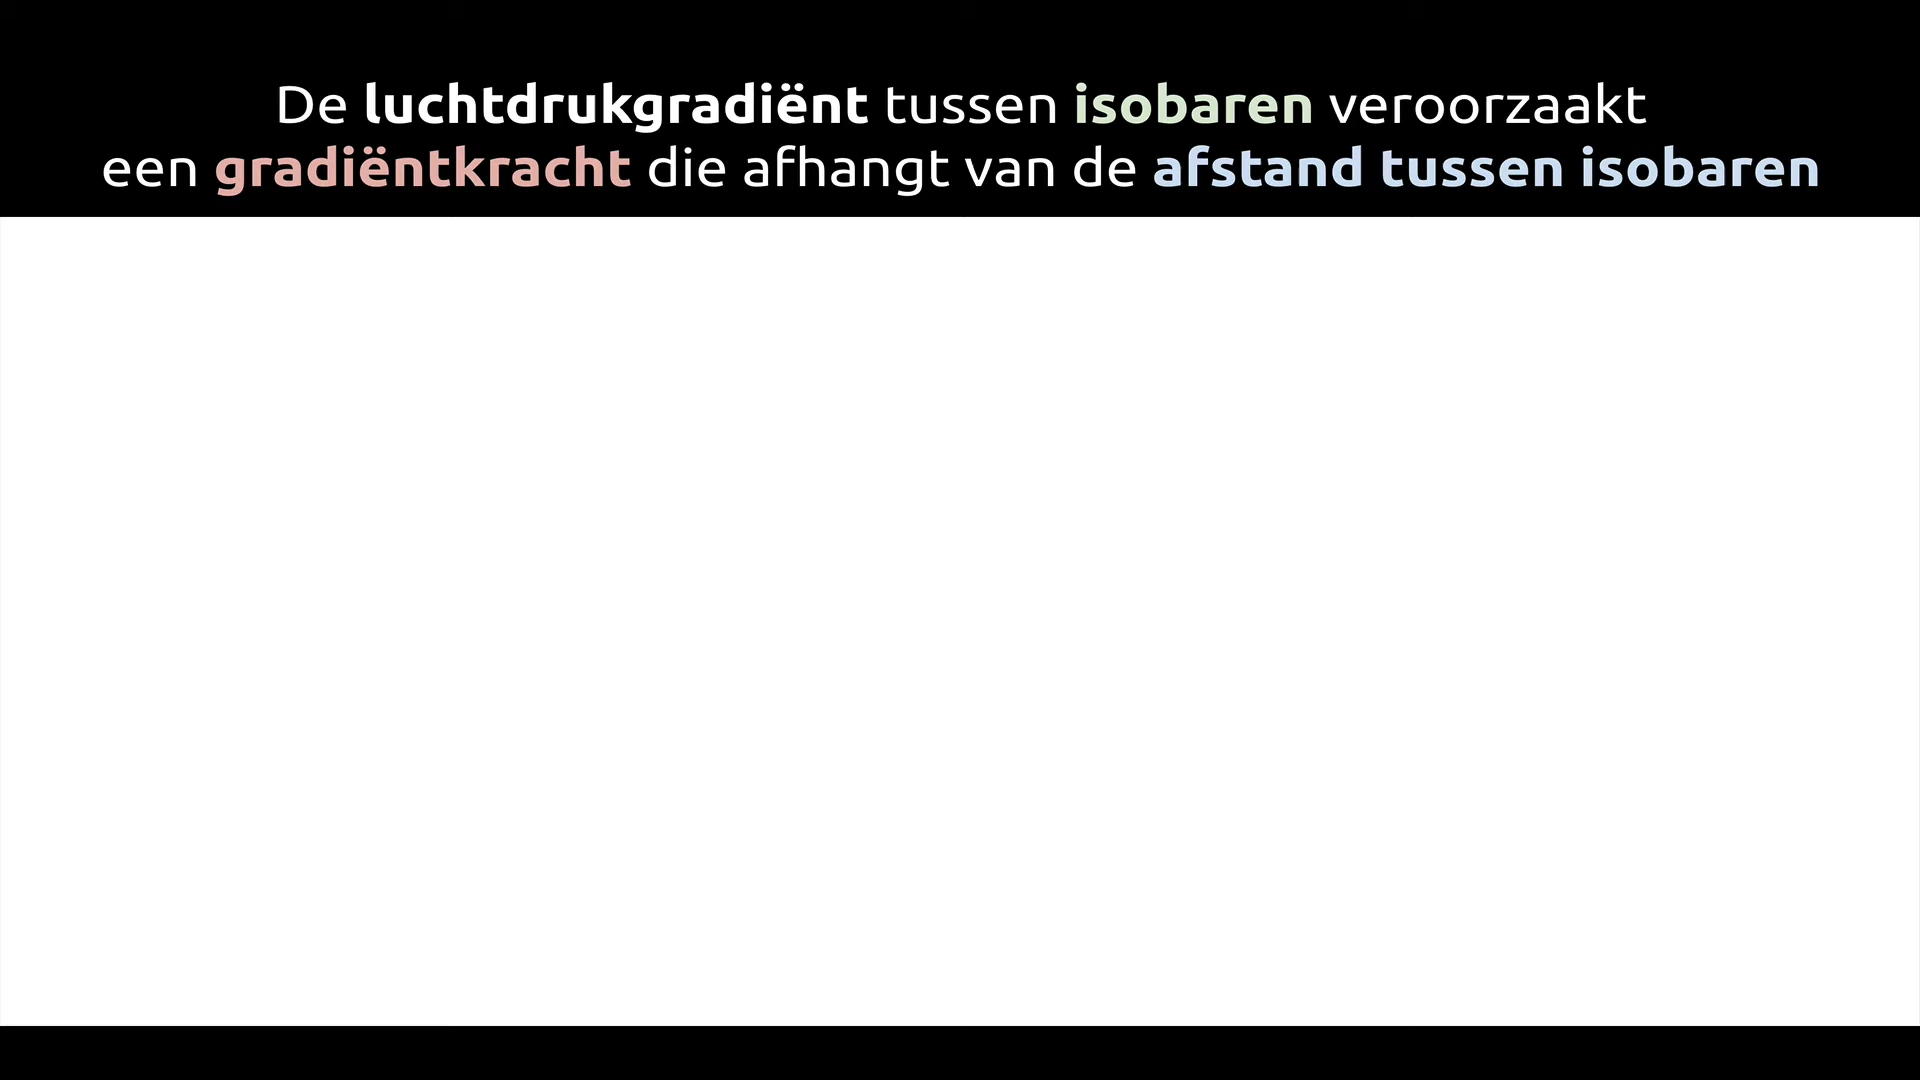 De luchtdrukgradiënt tussen isobaren veroorzaakt
een gradiëntkracht die afhangt van de afstand tussen isobaren